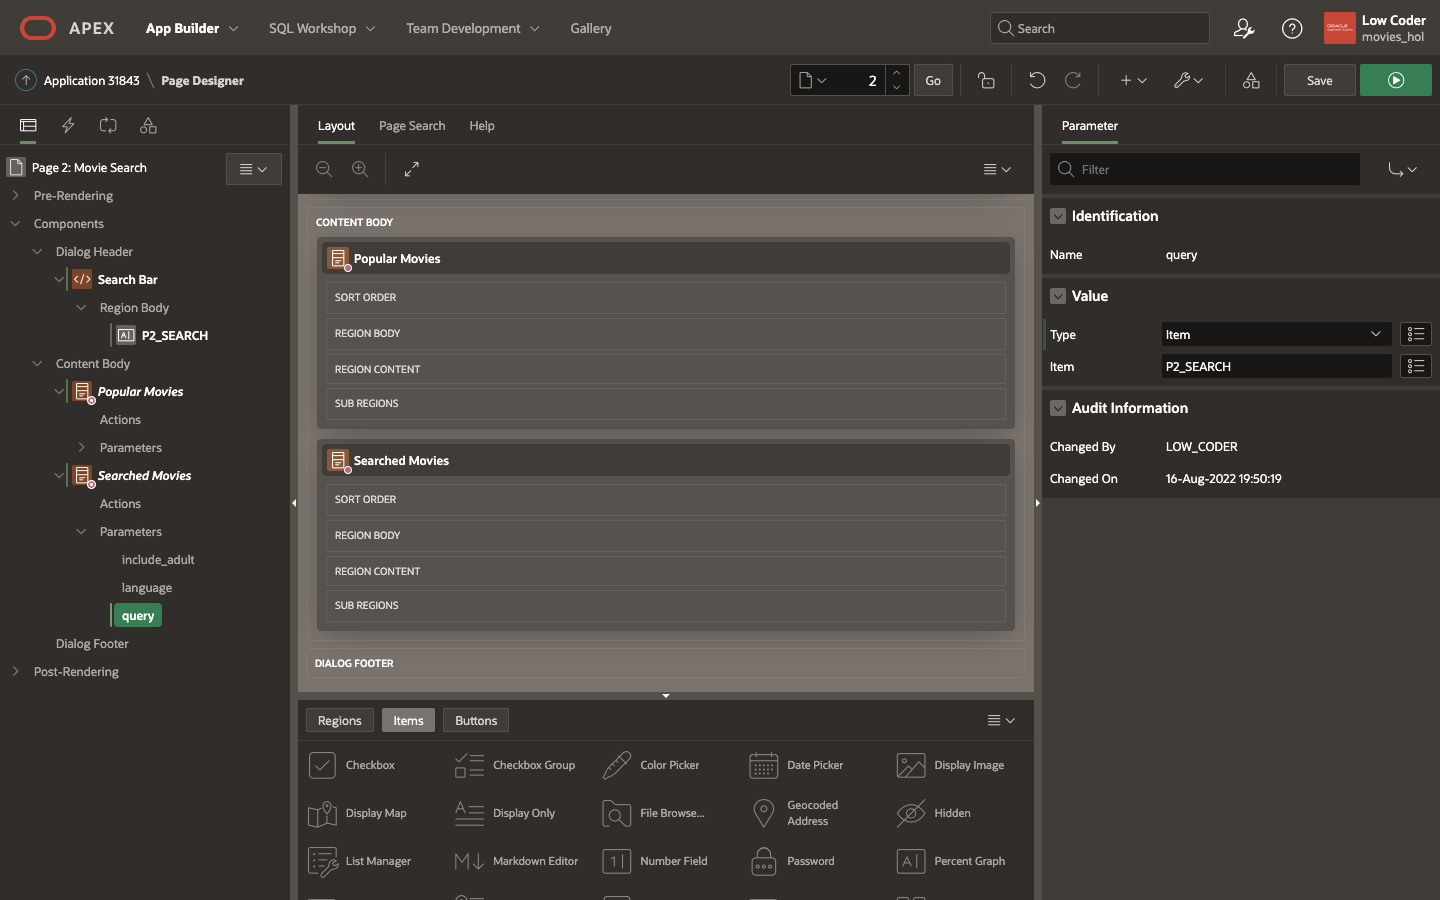 APEX
App Builder
SQL Workshop
Team Development
Gallery
Search
Low Coder
movies_hol
Application 31843 \ Page Designer
2
Go
Save
Page 2: Movie Search
Pre-Rendering
Components
Dialog Header
Search Bar
Region Body
P2_SEARCH
Content Body
Popular Movies
Actions
Parameters
Searched Movies
Actions
Parameters
include_adult
language
query
Dialog Footer
Post-Rendering
Layout
Page Search
Help
CONTENT BODY
Popular Movies
SORT ORDER
REGION BODY
REGION CONTENT
SUB REGIONS
Searched Movies
SORT ORDER
REGION BODY
REGION CONTENT
SUB REGIONS
DIALOG FOOTER
Regions
Items
Buttons
Checkbox
Checkbox Group
Color Picker
Date Picker
Display Image
Display Map
Display Only
File Browse...
Geocoded
Address
Hidden
List Manager
Markdown Editor
Number Field
Password
Percent Graph
Parameter
Filter
Identification
Name query
Value
Type Item
Item P2_SEARCH
Audit Information
Changed By LOW_CODER
Changed On 16-Aug-2022 19:50:19